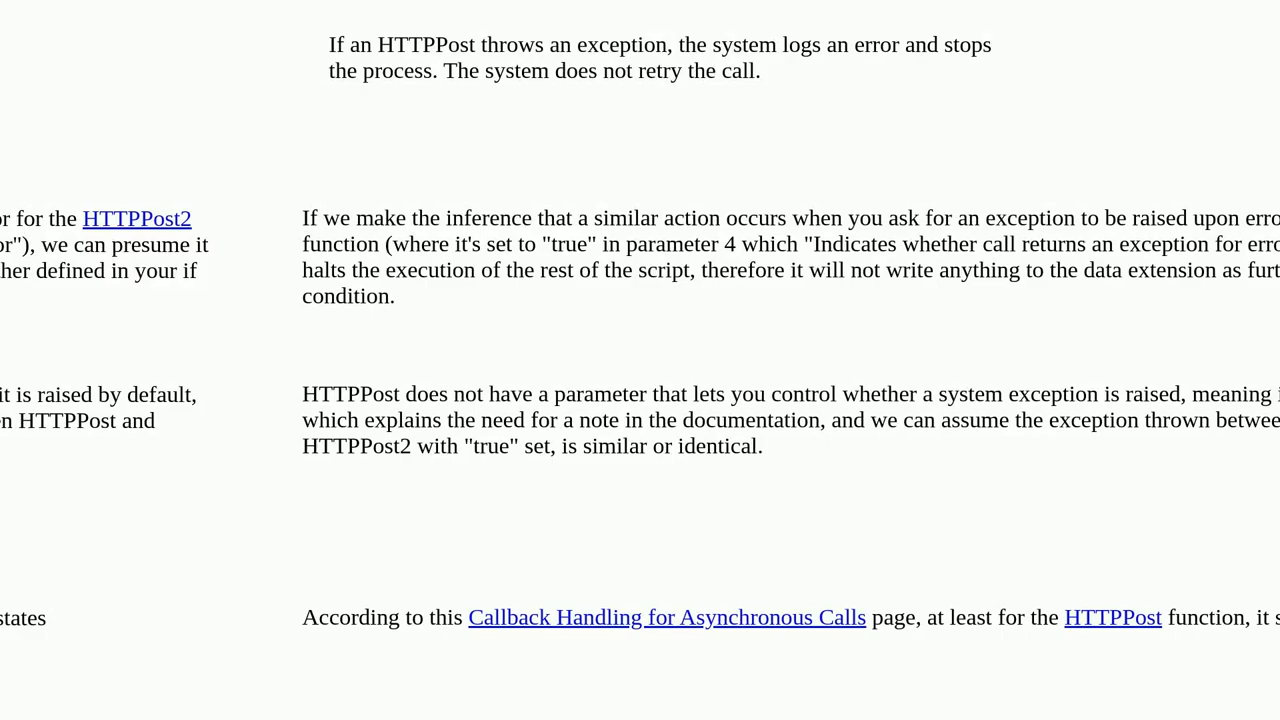 If an HTTPPost throws an exception, the system logs an error and stops
the process. The system does not retry the call.
or for the HTTPPost2
or"), we can presume it
her defined in your if
If we make the inference that a similar action occurs when you ask for an exception to be raised upon erro
function (where it's set to "true" in parameter 4 which "Indicates whether call returns an exception for erro
halts the execution of the rest of the script, therefore it will not write anything to the data extension as furt
condition.
it is raised by default,
en HTTPPost and
HTTPPost does not have a parameter that lets you control whether a system exception is raised, meaning i
which explains the need for a note in the documentation, and we can assume the exception thrown betwee
HTTPPost2 with "true" set, is similar or identical.
states
According to this Callback Handling for Asynchronous Calls page, at least for the HTTPPost function, it s